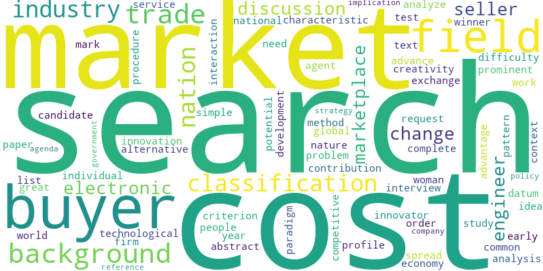 industry service trade discussion analyze implication seller
national characteristic test winner
mark procedure interaction need agent text field
market nation marketplace advance creativity exchange difficulty prominent work
search
candidate government simple potential development strategy method global change request complete advantage pattern context
paper agenda innovation alternative nature problem contribution policy
list individual great electronic classification woman interview engineer datum idea
buyer cost
criterion people year paradigm competitive innovator order company study
world technological firm abstract profile early common
background reference spread economy analysis